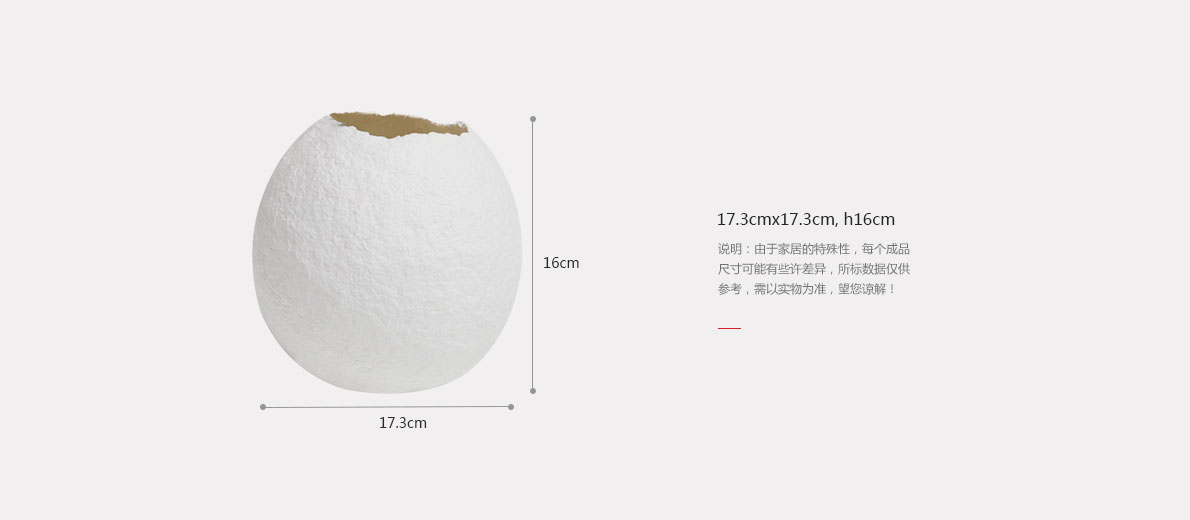 17.3cmx17.3cm, h16cm
说明：由于家居的特殊性，每个成品
尺寸可能有些许差异，所标数据仅供
参考，需以实物为准，望您谅解！
16cm
17.3cm